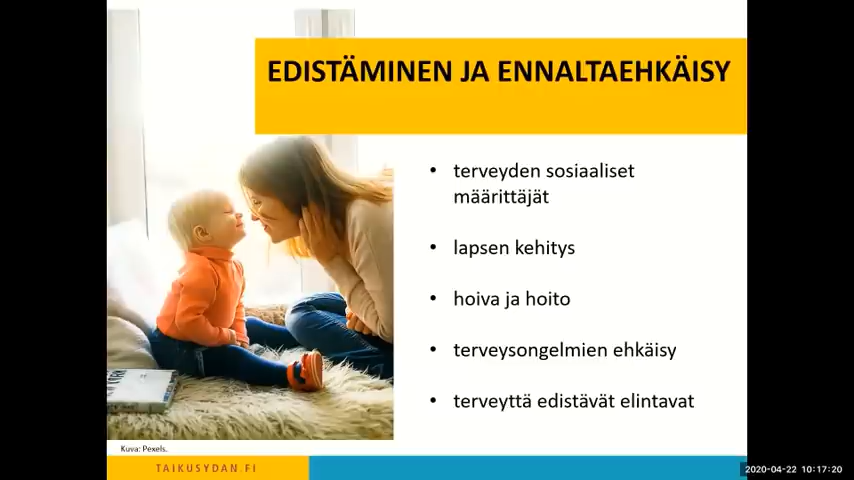 EDISTÄMINEN JA ENNALTAEHKÄISY
• terveyden sosiaaliset
määrittäjät
• lapsen kehitys
• hoiva ja hoito
• terveysongelmien ehkäisy
• terveyttä edistävät elintavat
Kuva: Pexels.
TAIKUSYDAN.FI
2020-04-22 10:17:20